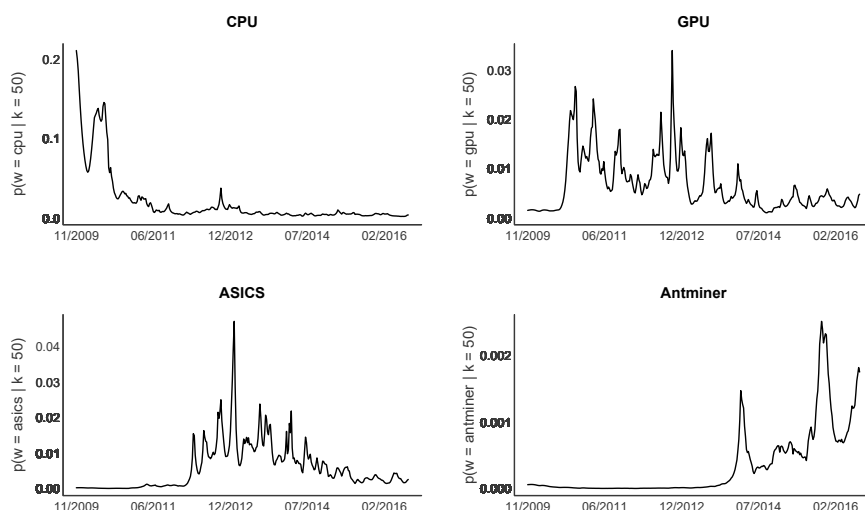 CPU
p(w = cpu | k = 50)
0.2
0.1
0.0
11/2009 06/2011 12/2012 07/2014 02/2016
GPU
p(w = gpu | k = 50)
0.03
0.02
0.01
0.00
11/2009 06/2011 12/2012 07/2014 02/2016
ASICS
p(w = asics | k = 50)
0.04
0.03
0.02
0.01
0.00
11/2009 06/2011 12/2012 07/2014 02/2016
Antminer
p(w = antminer | k = 50)
0.002
0.001
0.000
11/2009 06/2011 12/2012 07/2014 02/2016